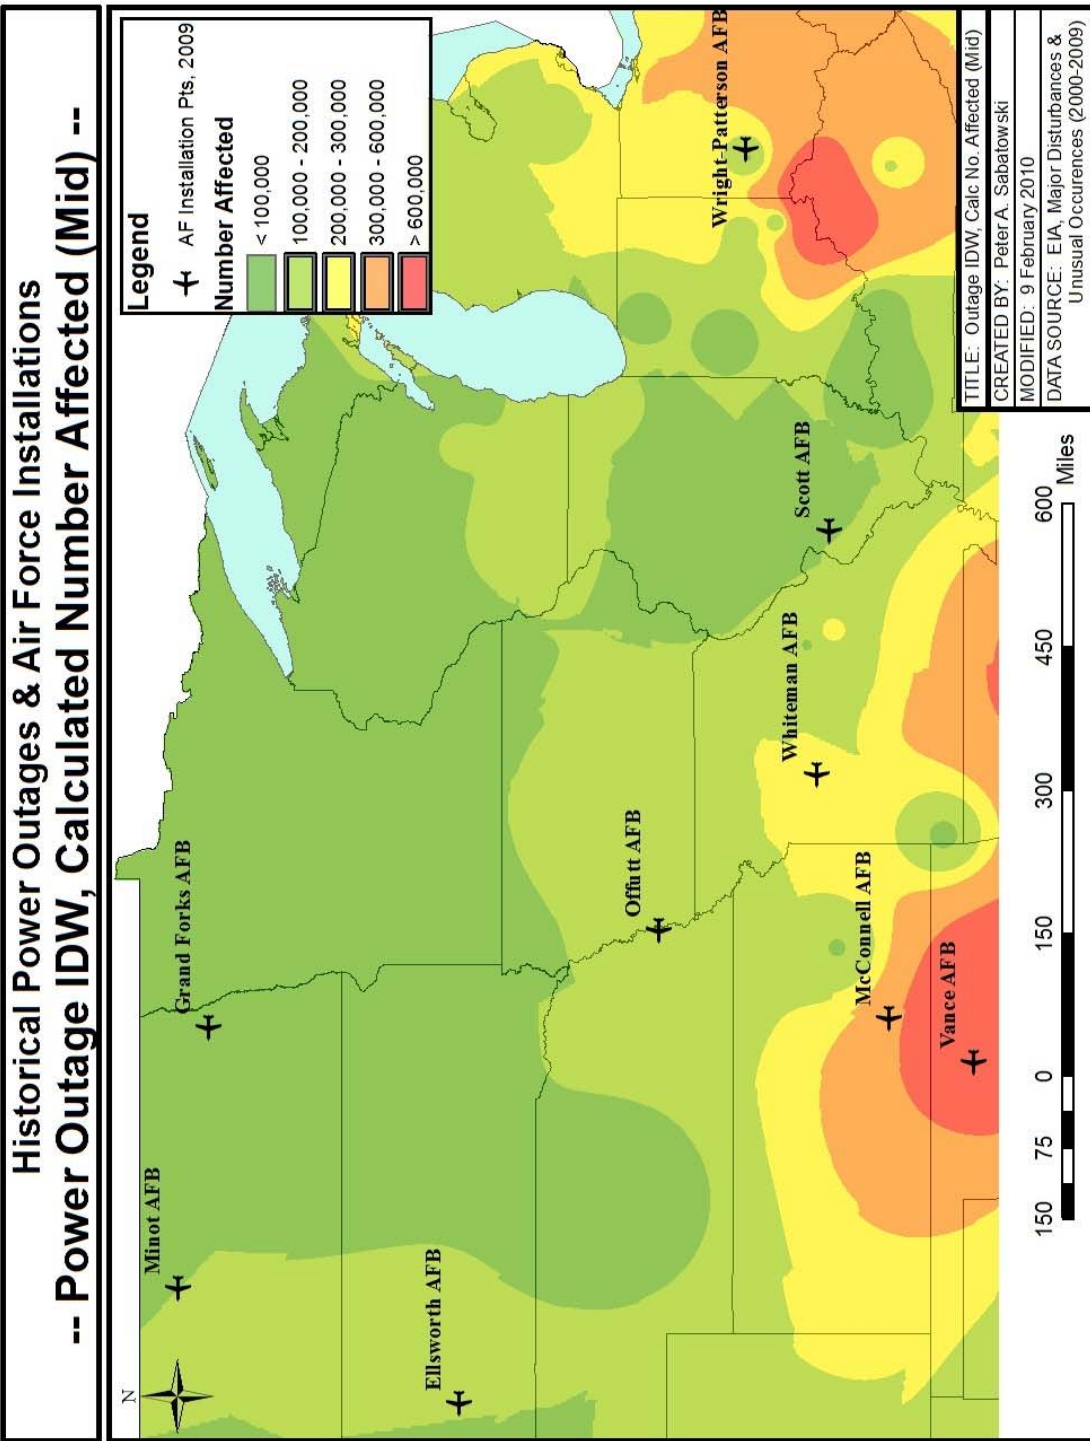 Historical Power Outages & Air Force Installations
-- Power Outage IDW, Calculated Number Affected (Mid) --
N
Legend
AF Installation Pts, 2009
Number Affected
< 100,000
100,000 - 200,000
200,000 - 300,000
300,000 - 600,000
> 600,000
Minot AFB
Grand Forks AFB
Ellsworth AFB
Offutt AFB
Wright-Patterson AFB
Whiteman AFB
Scott AFB
McConnell AFB
Vance AFB
TITLE: Outage IDW, Calc No. Affected (Mid)
CREATED BY: Peter A. Sabatowski
MODIFIED: 9 February 2010
DATA SOURCE: EIA, Major Disturbances &
Unusual Occurrences (2000-2009)
150 75 0 150 300 450 600
Miles